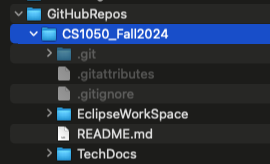 GitHubRepos
CS1050_Fall2024
.git
.gitattributes
.gitignore
EclipseWorkSpace
README.md
TechDocs